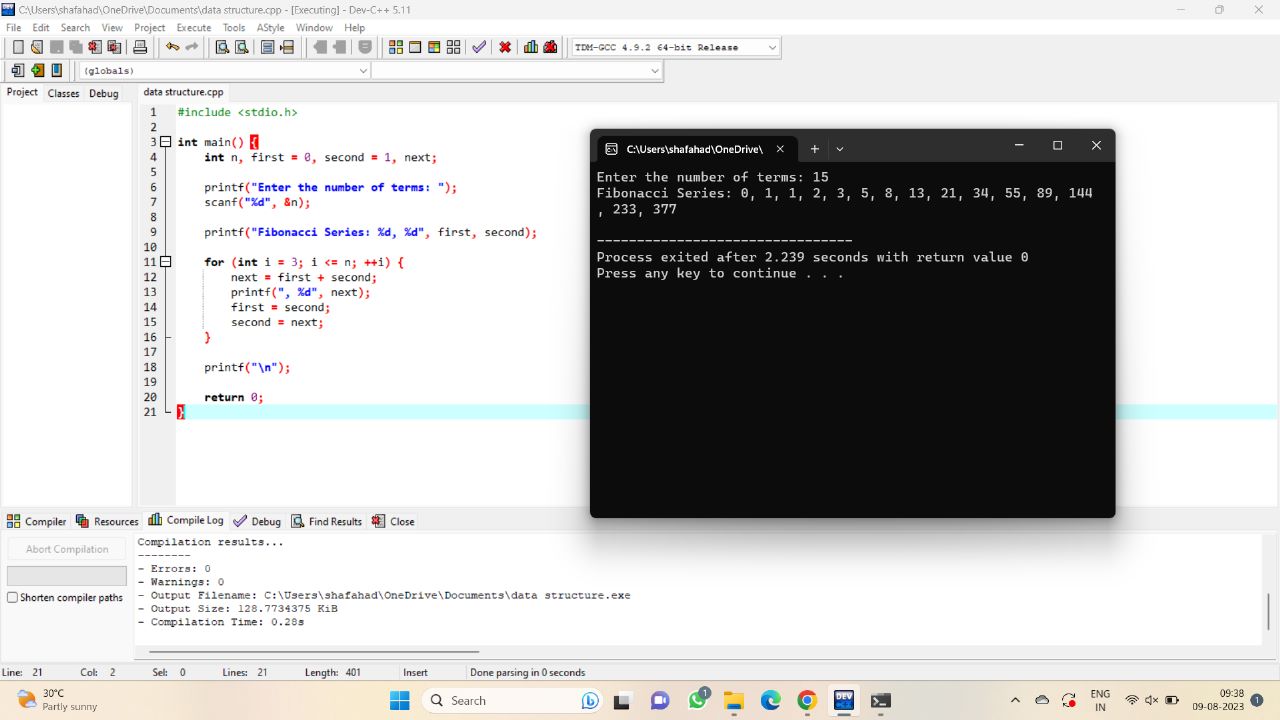 C:\Users\shafahad\OneDrive\Documents\data structure.cpp - [Executing] - Dev-C++ 5.11
File Edit Search View Project Execute Tools AStyle Window Help
TDM-GCC 4.9.2 64-bit Release
(globals)
Project Classes Debug
data structure.cpp
1 #include <stdio.h>
2
3 int main() {
4 int n, first = 0, second = 1, next;
5
6 printf("Enter the number of terms: ");
7 scanf("%d", &n);
8
9 printf("Fibonacci Series: %d, %d", first, second);
10
11 for (int i = 3; i <= n; ++i) {
12 next = first + second;
13 printf(", %d", next);
14 first = second;
15 second = next;
16 }
17
18 printf("\n");
19
20 return 0;
21 }
C:\Users\shafahad\OneDrive\
Enter the number of terms: 15
Fibonacci Series: 0, 1, 1, 2, 3, 5, 8, 13, 21, 34, 55, 89, 144
, 233, 377
--------------------------------
Process exited after 2.239 seconds with return value 0
Press any key to continue . . .
Compiler Resources Compile Log Debug Find Results Close
Abort Compilation
Shorten compiler paths
Compilation results...
--------
- Errors: 0
- Warnings: 0
- Output Filename: C:\Users\shafahad\OneDrive\Documents\data structure.exe
- Output Size: 128.7734375 KiB
- Compilation Time: 0.28s
Line: 21 Col: 2 Sel: 0 Lines: 21 Length: 401 Insert Done parsing in 0 seconds
30°C
Partly sunny
Search
1
DEV
ENG
IN
09:38
09-08-2023
1